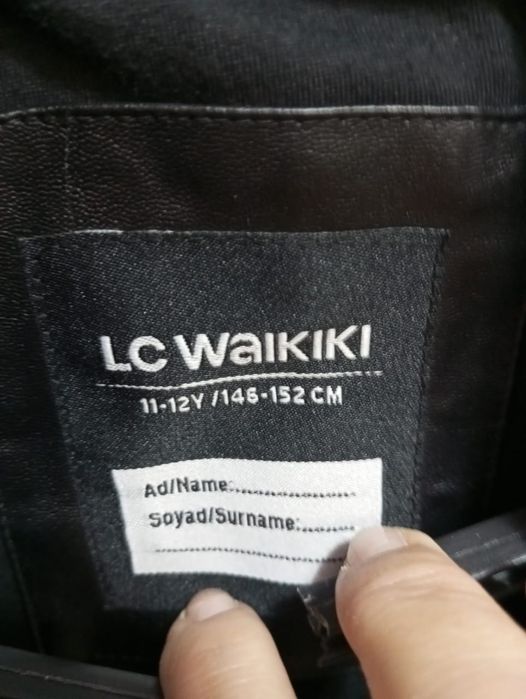 LC WAIKIKI
11-12Y /146-152 CM
Ad/Name:..............................
Soyad/Surname:.............
..................................................